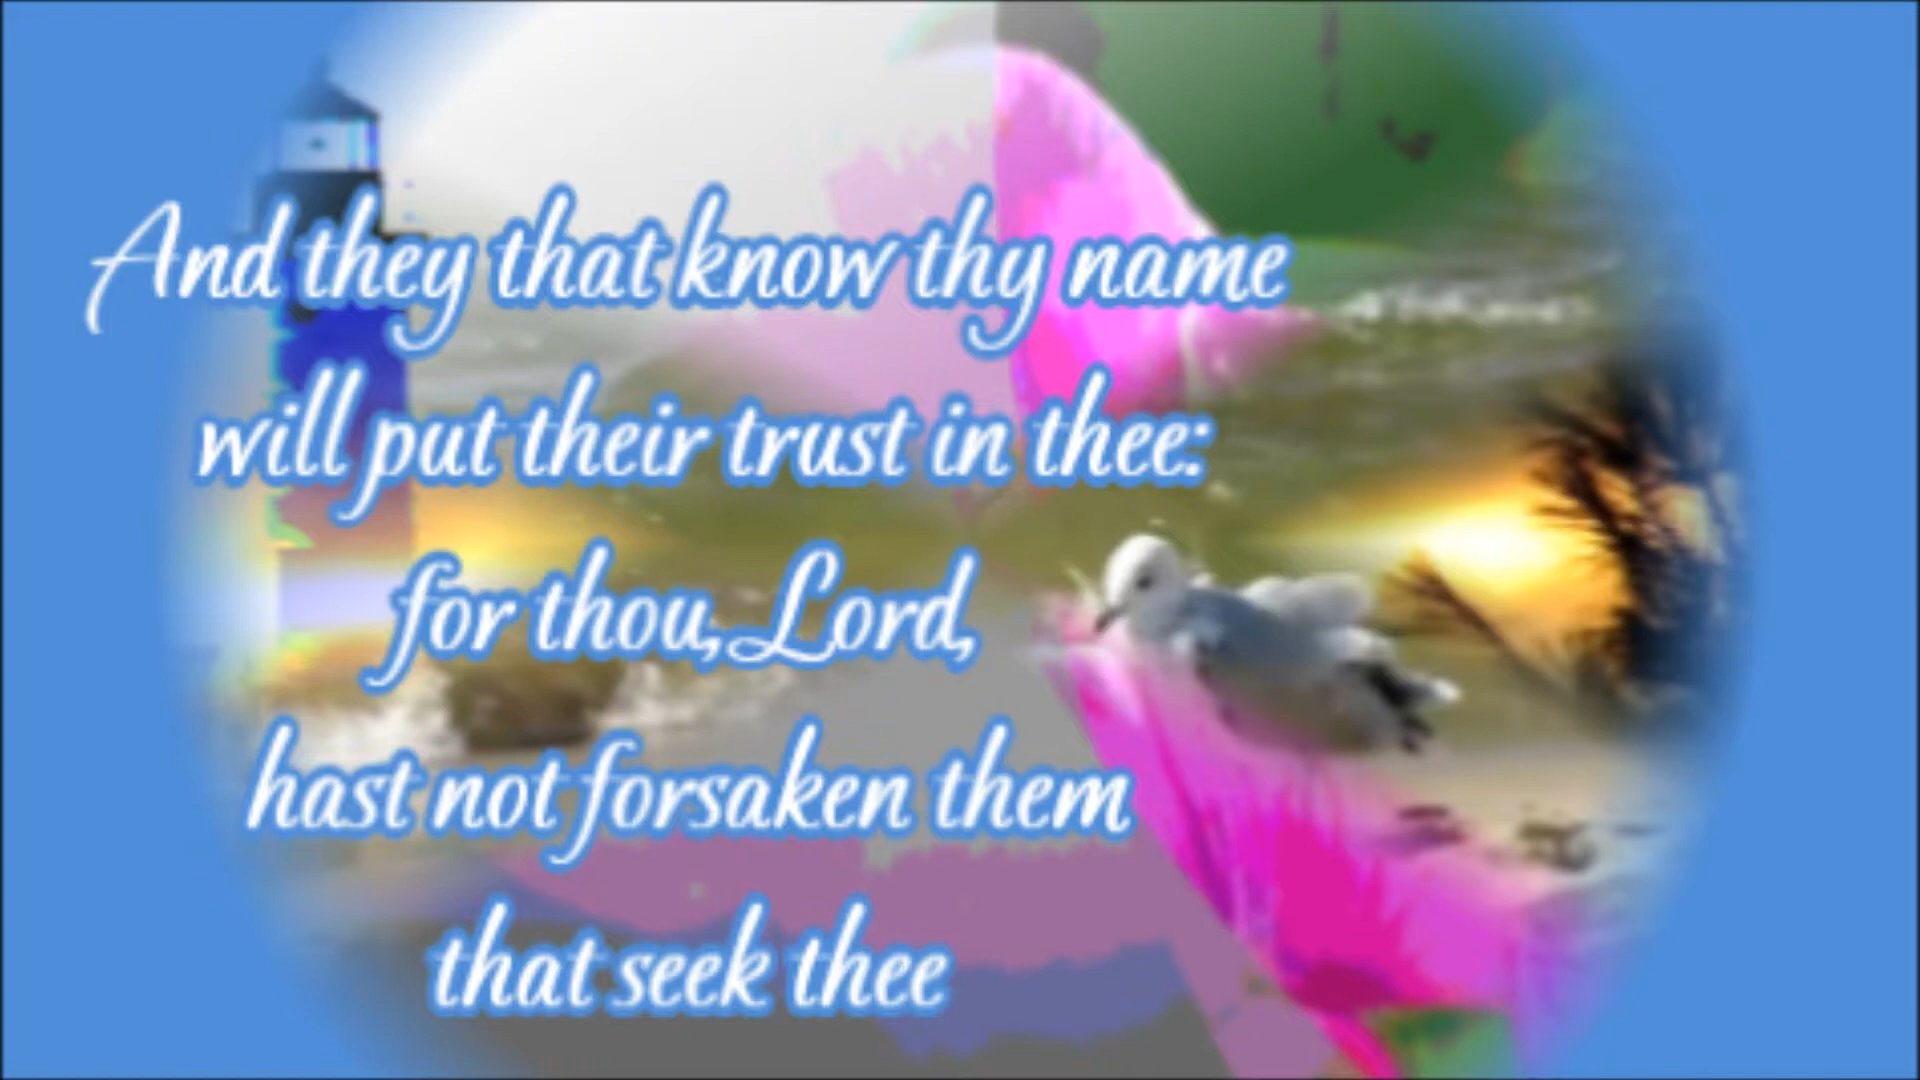 And they that know thy name
will put their trust in thee:
for thou, Lord,
hast not forsaken them
that seek thee